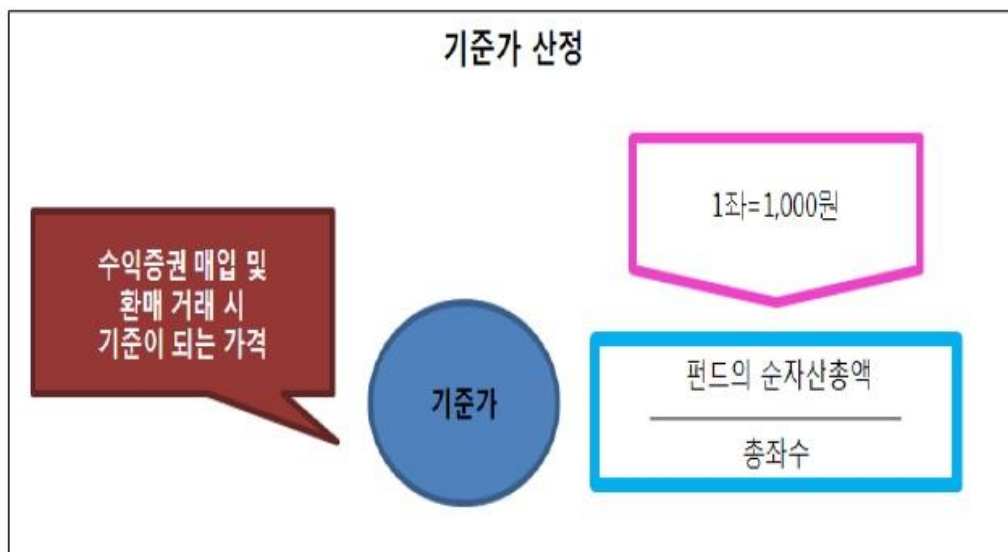 기준가 산정
1좌=1,000원
수익증권 매입 및
환매 거래 시
기준이 되는 가격
기준가
펀드의 순자산총액
총좌수